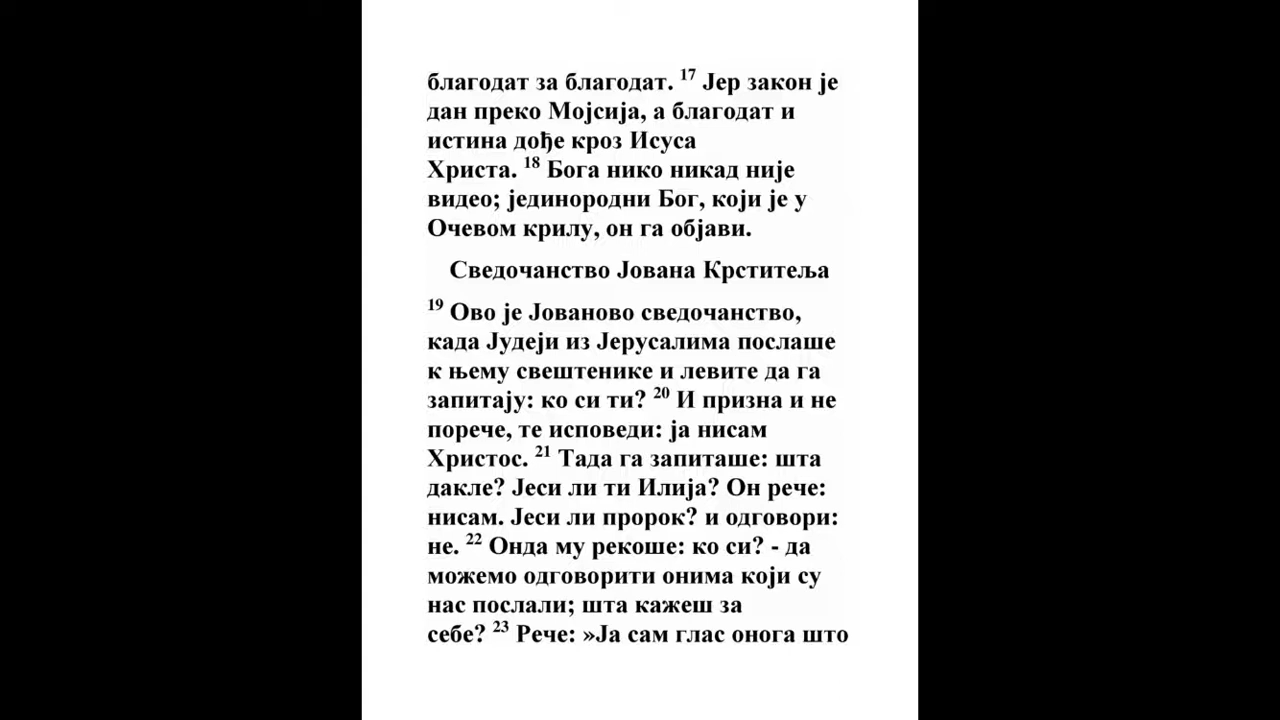 благодат за благодат. 17 Јер закон је
дан преко Мојсија, а благодат и
истина дође кроз Исуса
Христа. 18 Бога нико никад није
видео; јединородни Бог, који је у
Очевом крилу, он га објави.
Сведочанство Јована Крститеља
19 Ово је Јованово сведочанство,
када Јудеји из Јерусалима послаше
к њему свештенике и левите да га
запитају: ко си ти? 20 И призна и не
порече, те исповеди: ја нисам
Христос. 21 Тада га запиташе: шта
дакле? Јеси ли ти Илија? Он рече:
нисам. Јеси ли пророк? и одговори:
не. 22 Онда му рекоше: ко си? - да
можемо одговорити онима који су
нас послали; шта кажеш за
себе? 23 Рече: »Ја сам глас онога што